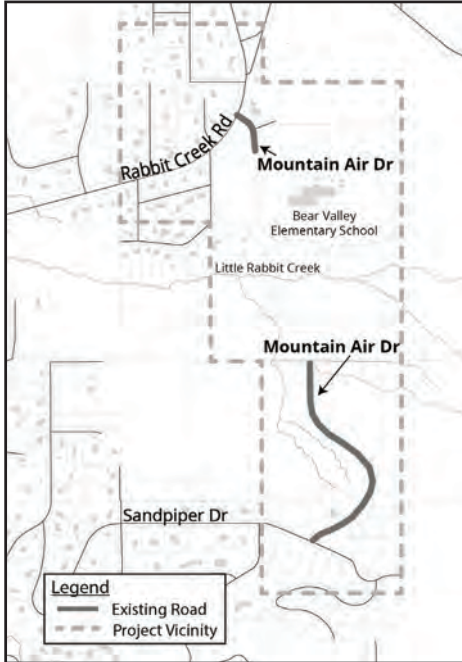 Rabbit Creek Rd
Mountain Air Dr
Bear Valley
Elementary School
Little Rabbit Creek
Mountain Air Dr
Sandpiper Dr
Legend
Existing Road
Project Vicinity